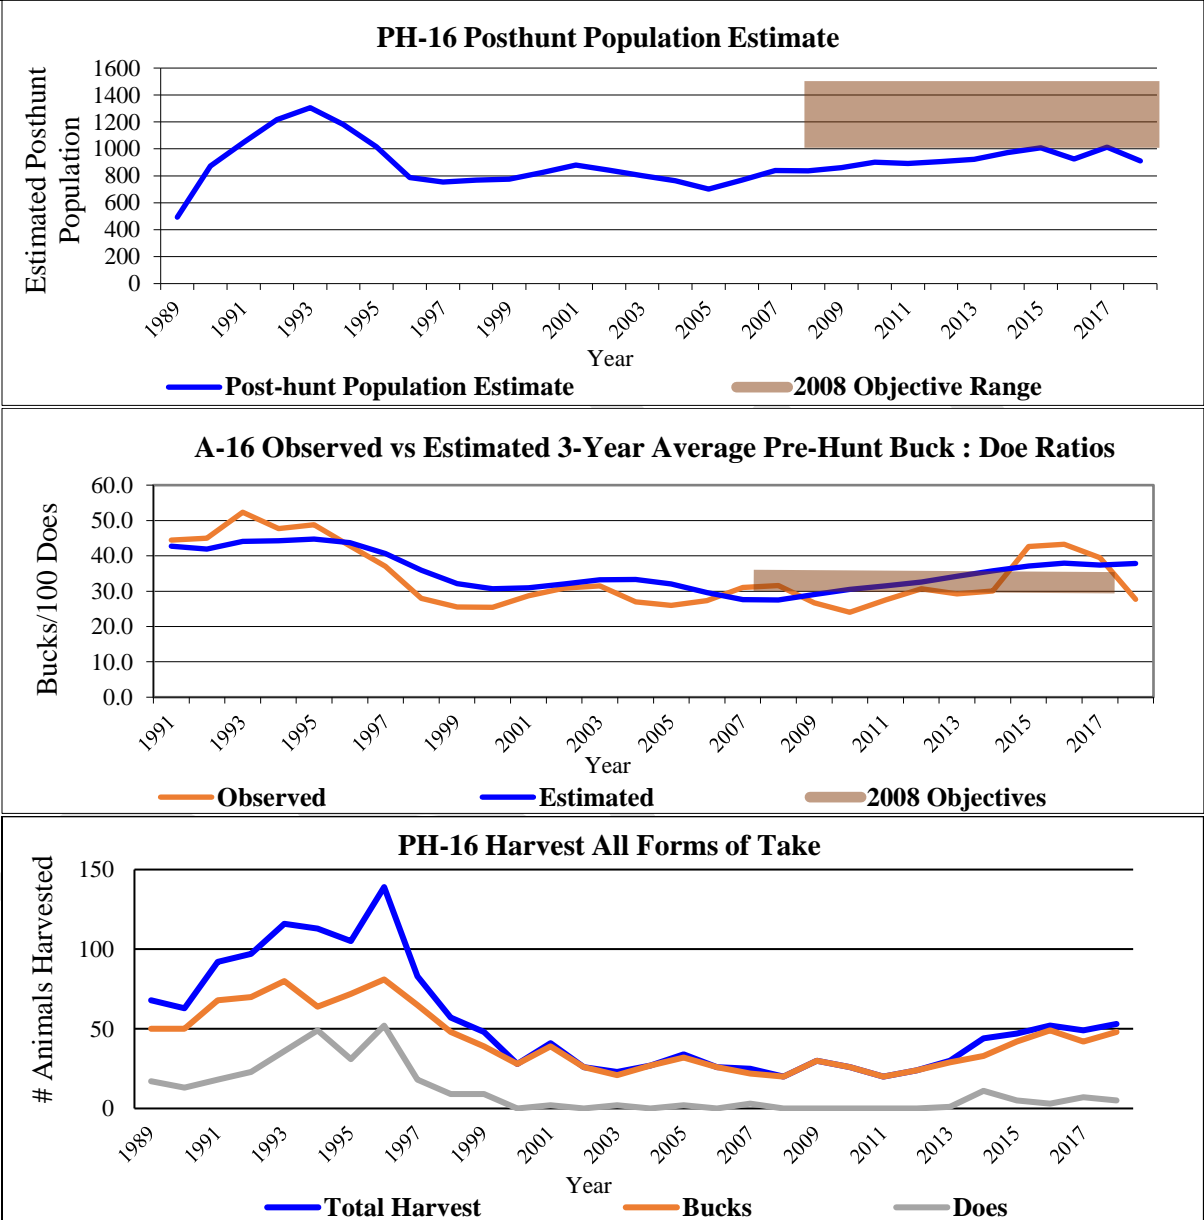 PH-16 Posthunt Population Estimate
Estimated Posthunt
Population
1600
1400
1200
1000
800
600
400
200
0
1989 1991 1993 1995 1997 1999 2001 2003 2005 2007 2009 2011 2013 2015 2017
Year
Post-hunt Population Estimate 2008 Objective Range
A-16 Observed vs Estimated 3-Year Average Pre-Hunt Buck : Doe Ratios
Bucks/100 Does
60.0
50.0
40.0
30.0
20.0
10.0
0.0
1991 1993 1995 1997 1999 2001 2003 2005 2007 2009 2011 2013 2015 2017
Year
Observed Estimated 2008 Objectives
PH-16 Harvest All Forms of Take
# Animals Harvested
150
100
50
0
1989 1991 1993 1995 1997 1999 2001 2003 2005 2007 2009 2011 2013 2015 2017
Year
Total Harvest Bucks Does